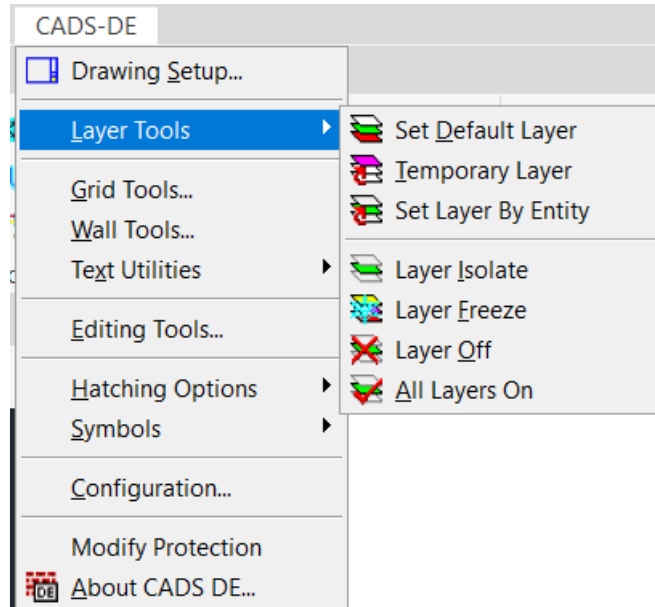 CADS-DE
Drawing Setup...
Layer Tools
Set Default Layer
Temporary Layer
Set Layer By Entity
Layer Isolate
Layer Freeze
Layer Off
All Layers On
Grid Tools...
Wall Tools...
Text Utilities
Editing Tools...
Hatching Options
Symbols
Configuration...
Modify Protection
DE About CADS DE...